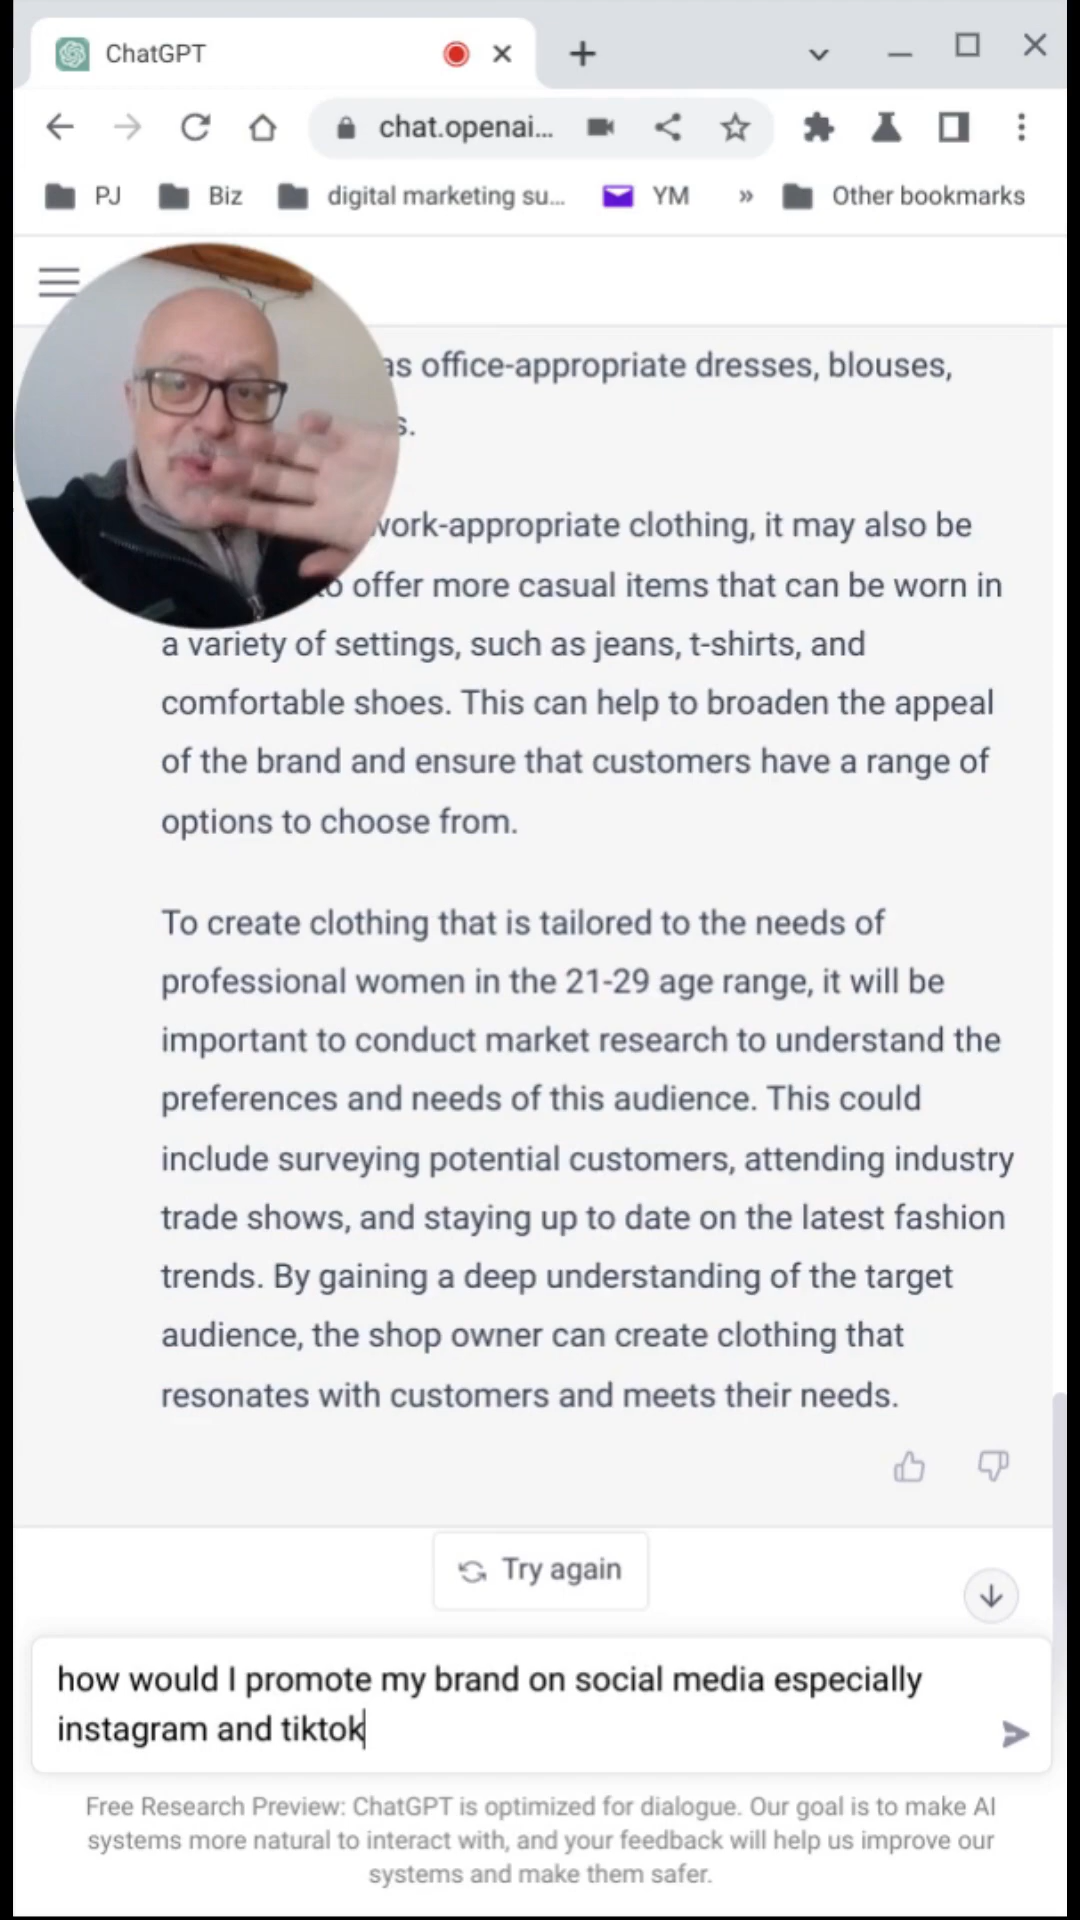 ChatGPT
chat.openai...
PJ Biz digital marketing su... YM » Other bookmarks
as office-appropriate dresses, blouses,
s.
work-appropriate clothing, it may also be
to offer more casual items that can be worn in
a variety of settings, such as jeans, t-shirts, and
comfortable shoes. This can help to broaden the appeal
of the brand and ensure that customers have a range of
options to choose from.
To create clothing that is tailored to the needs of
professional women in the 21-29 age range, it will be
important to conduct market research to understand the
preferences and needs of this audience. This could
include surveying potential customers, attending industry
trade shows, and staying up to date on the latest fashion
trends. By gaining a deep understanding of the target
audience, the shop owner can create clothing that
resonates with customers and meets their needs.
Try again
how would I promote my brand on social media especially
instagram and tiktok
Free Research Preview: ChatGPT is optimized for dialogue. Our goal is to make AI
systems more natural to interact with, and your feedback will help us improve our
systems and make them safer.